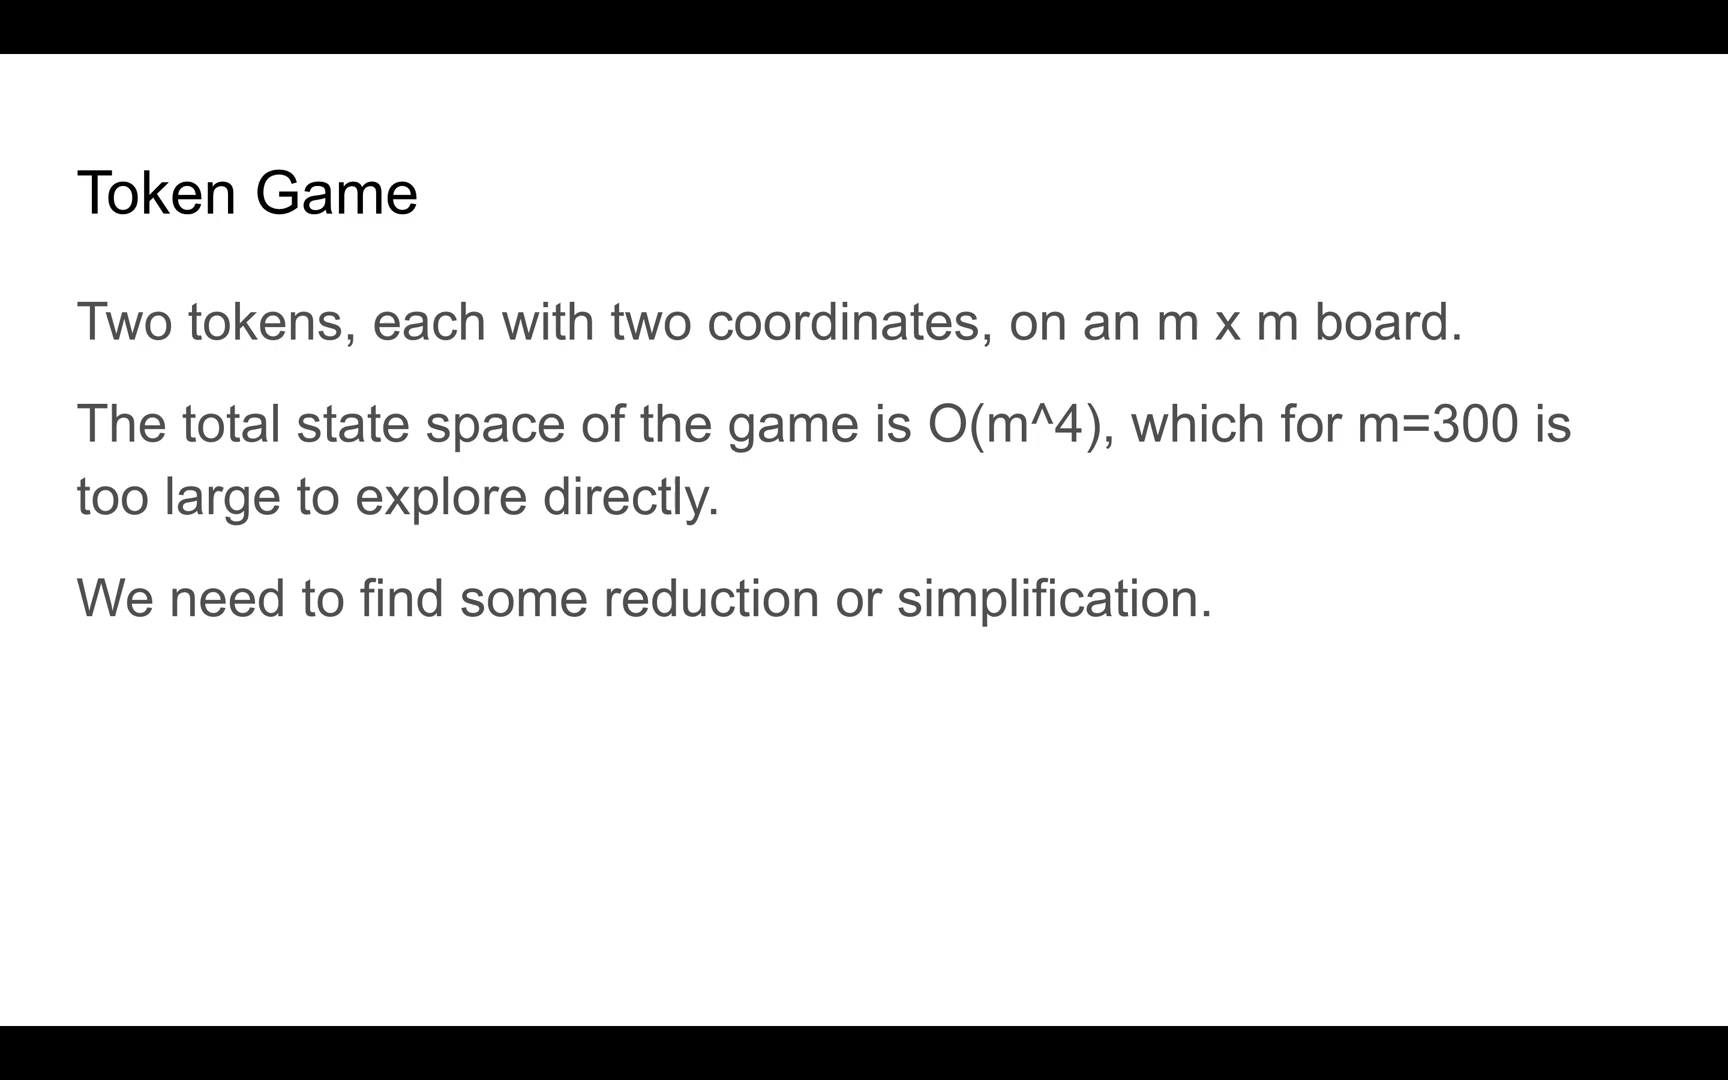 Token Game
Two tokens, each with two coordinates, on an m x m board.
The total state space of the game is O(m^4), which for m=300 is
too large to explore directly.
We need to find some reduction or simplification.